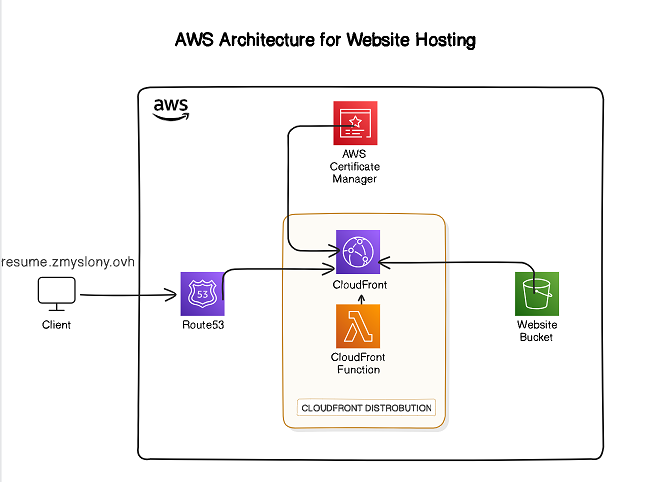 AWS Architecture for Website Hosting
aws
AWS
Certificate
Manager
resume.zmyslony.ovh
Client
53
Route53
CloudFront
CloudFront
Function
Website
Bucket
CLOUDFRONT DISTROBUTION